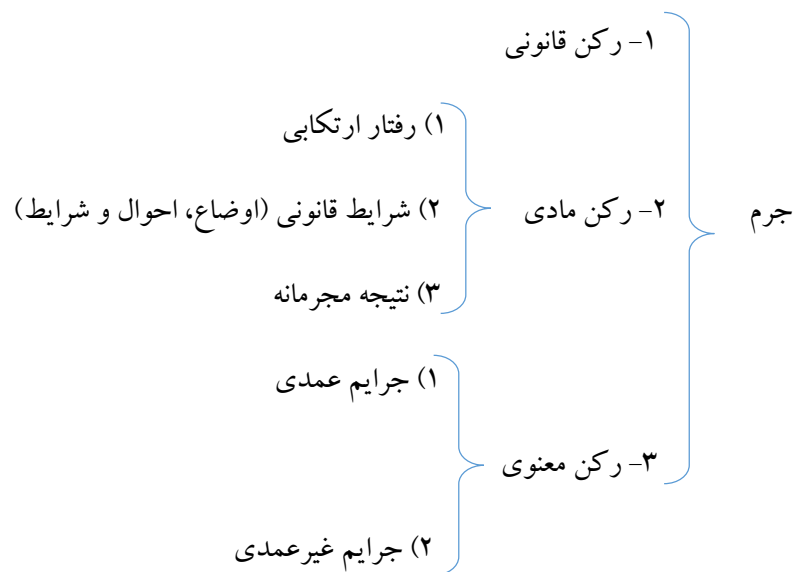 ۱– رکن قانونی
۱) رفتار ارتکابی
جرم ۲– رکن مادی ۲) شرایط قانونی (اوضاع، احوال و شرایط)
۳) نتیجه مجرمانه
۱) جرایم عمدی
۳– رکن معنوی
۲) جرایم غیرعمدی